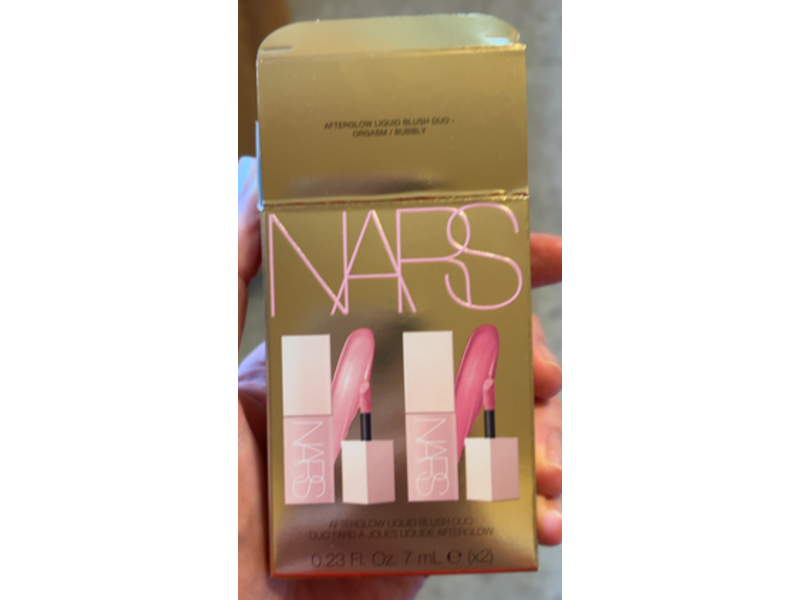 AFTERGLOW LIQUID BLUSH DUO -
ORGASM / BUBBLY
NARS
NARS
NARS
AFTERGLOW LIQUID BLUSH DUO
DUO FARD À JOUES LIQUIDE AFTERGLOW
0.23 Fl. Oz. 7 mL ℮ (x2)